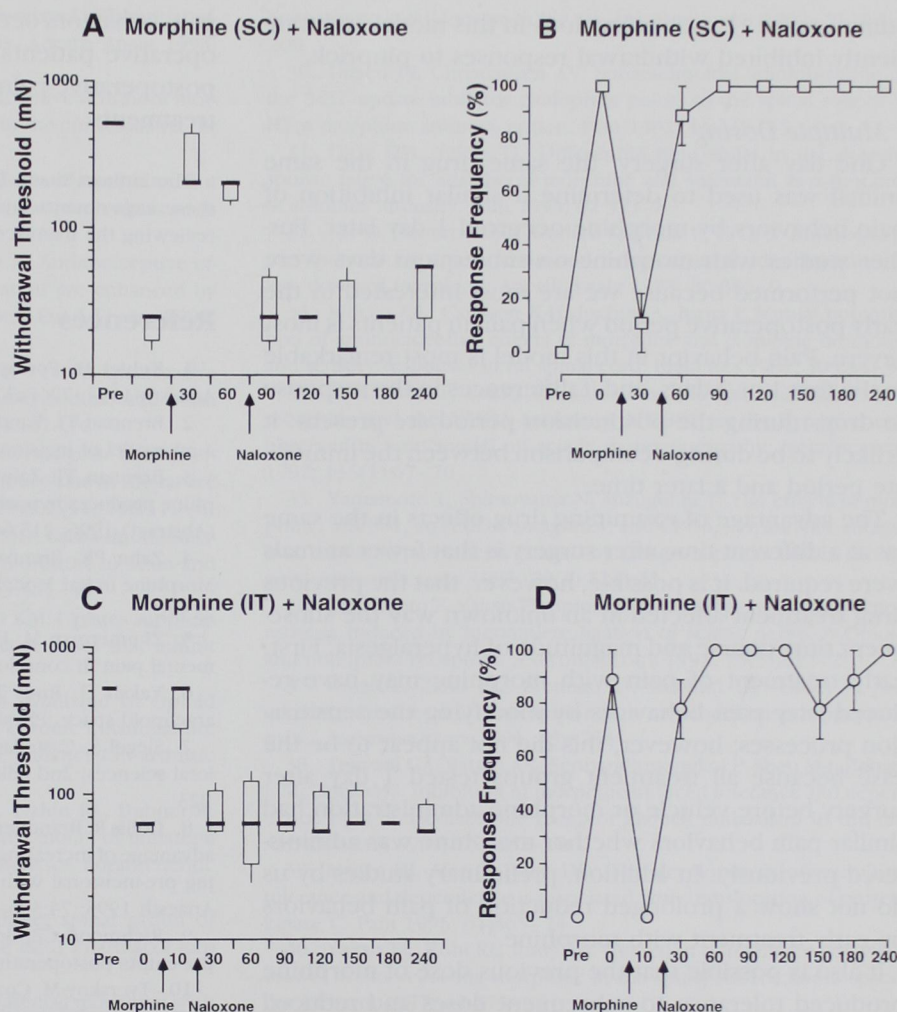 A Morphine (SC) + Naloxone
Withdrawal Threshold (mN)
1000
100
10
Pre 0 30 60 90 120 150 180 240
Morphine Naloxone
B Morphine (SC) + Naloxone
Response Frequency (%)
100
80
60
40
20
0
Pre 0 30 60 90 120 150 180 240
Morphine Naloxone
C Morphine (IT) + Naloxone
Withdrawal Threshold (mN)
1000
100
10
Pre 0 10 30 60 90 120 150 180 240
Morphine Naloxone
D Morphine (IT) + Naloxone
Response Frequency (%)
100
80
60
40
20
0
Pre 0 10 30 60 90 120 150 180 240
Morphine Naloxone